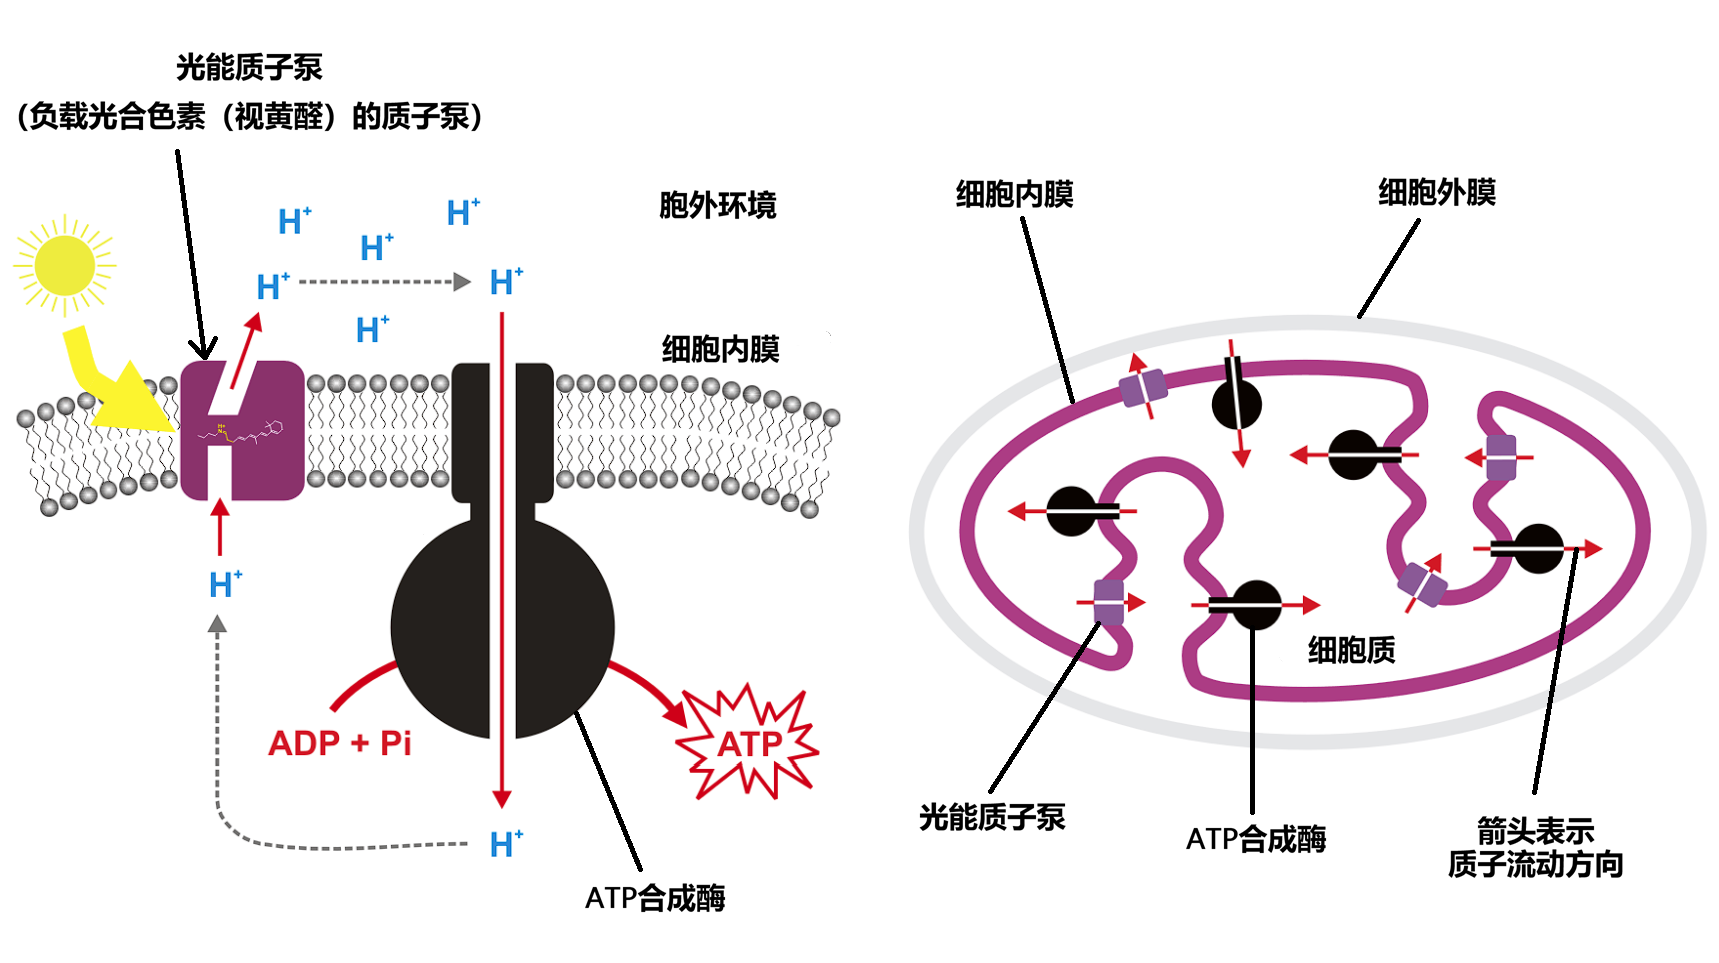 光能质子泵
（负载光合色素（视黄醛）的质子泵）
H⁺
H⁺
H⁺
H⁺
H⁺
H⁺
胞外环境
细胞内膜
H⁺
N
H⁺
ADP + Pi
ATP
H⁺
ATP合成酶
细胞内膜
细胞外膜
细胞质
光能质子泵
ATP合成酶
箭头表示
质子流动方向